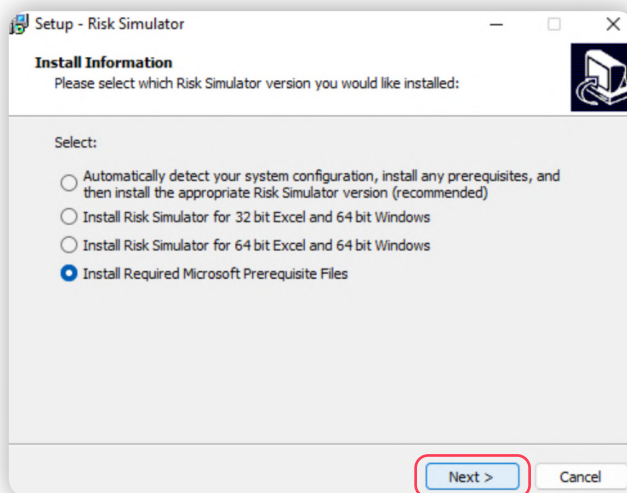 Setup - Risk Simulator
Install Information
Please select which Risk Simulator version you would like installed:
Select:
Automatically detect your system configuration, install any prerequisites, and
then install the appropriate Risk Simulator version (recommended)
Install Risk Simulator for 32 bit Excel and 64 bit Windows
Install Risk Simulator for 64 bit Excel and 64 bit Windows
Install Required Microsoft Prerequisite Files
Next >
Cancel